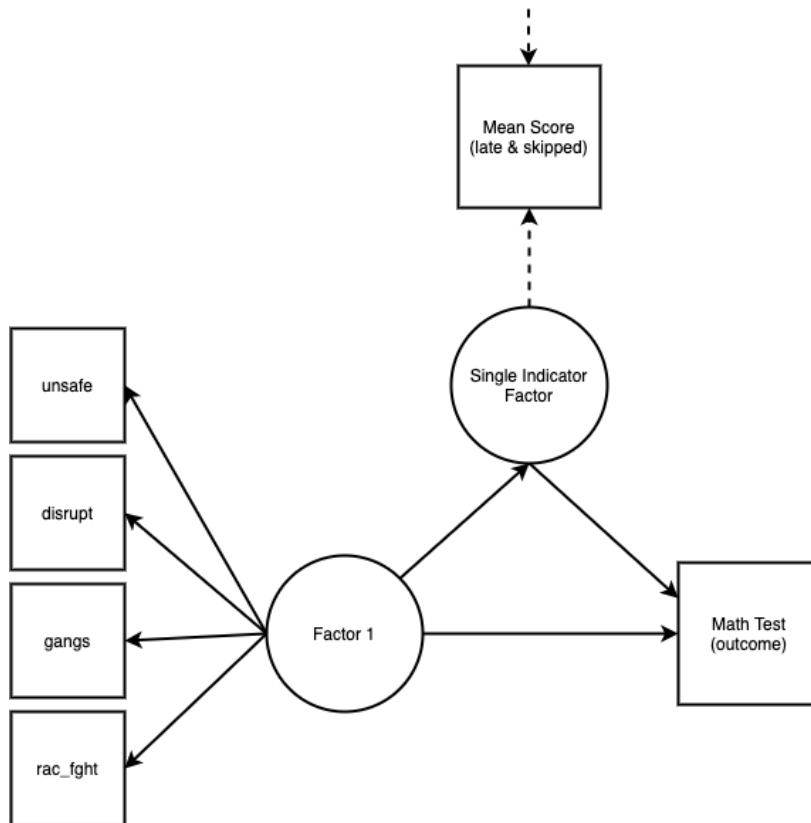 Mean Score
(late & skipped)
Single Indicator
Factor
unsafe
disrupt
gangs
rac_fght
Factor 1
Math Test
(outcome)